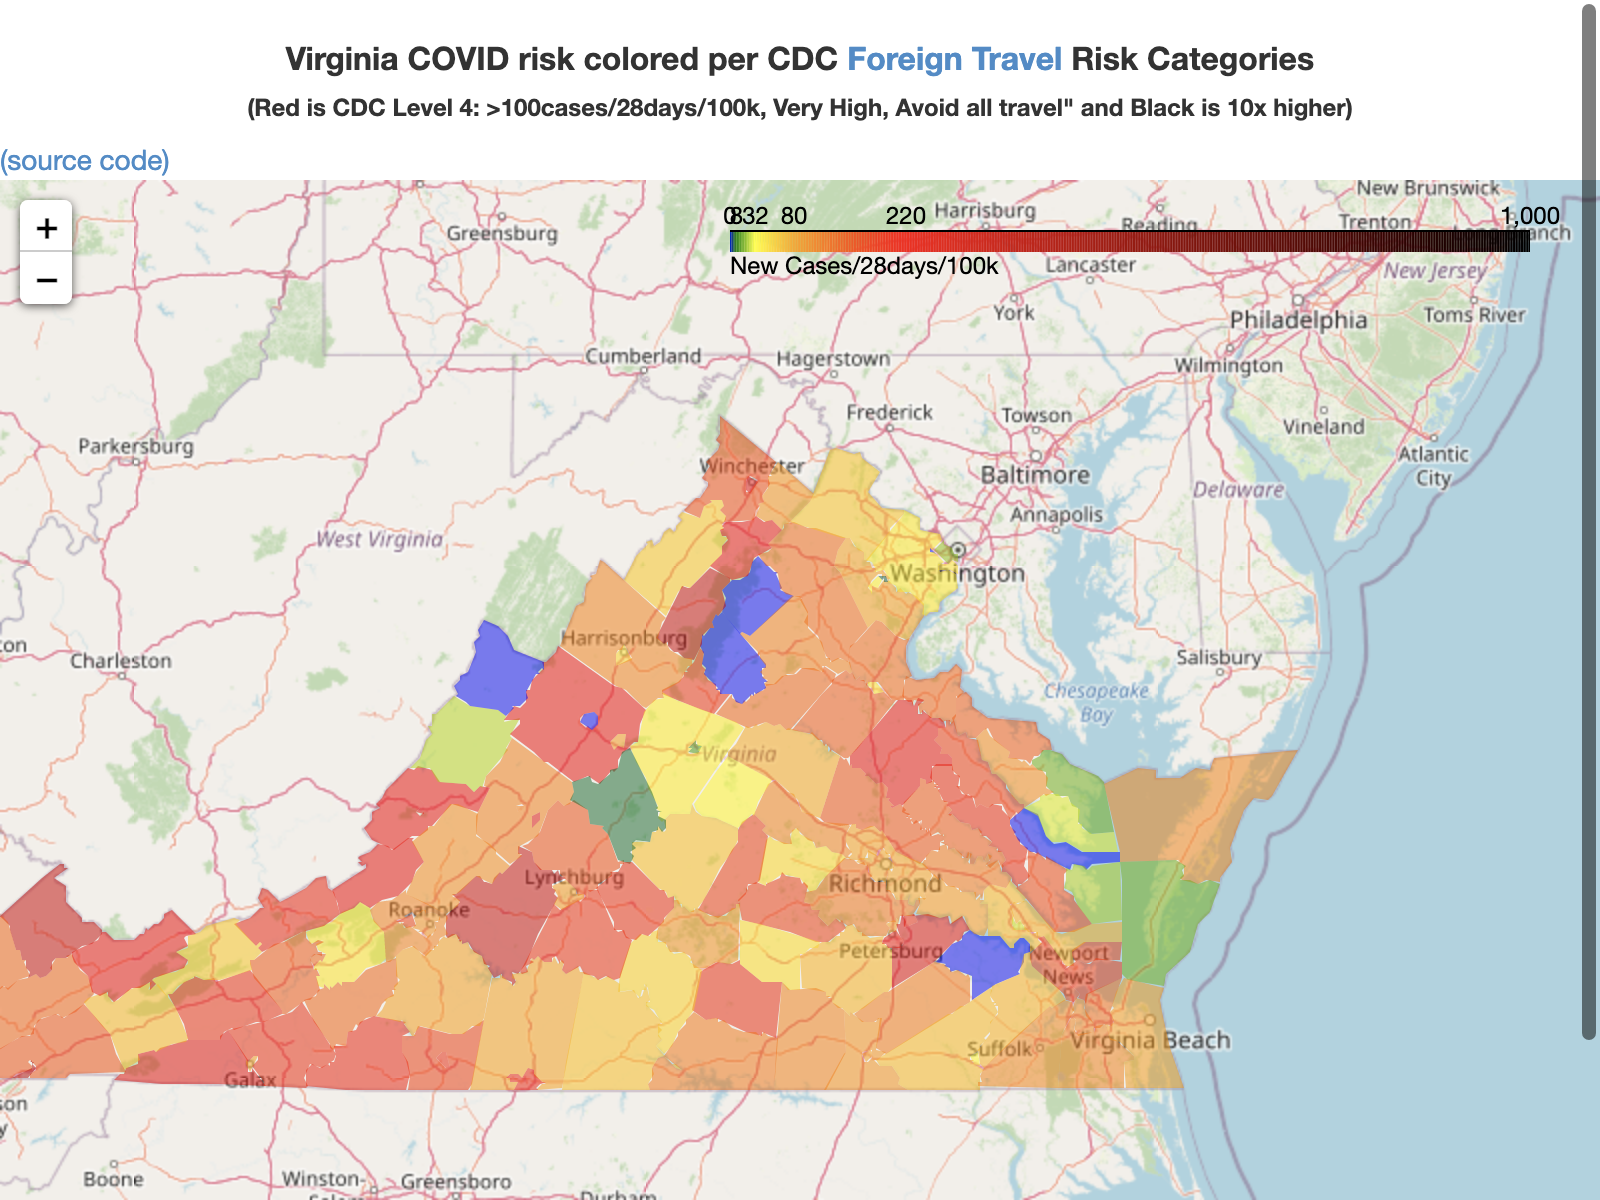 Virginia COVID risk colored per CDC Foreign Travel Risk Categories
(Red is CDC Level 4: >100cases/28days/100k, Very High, Avoid all travel" and Black is 10x higher)
(source code)
+
−
0 8 32 80 220 1,000
New Cases/28days/100k
New Brunswick
Harrisburg
Reading
Trenton
Long Branch
Greensburg
Lancaster
New Jersey
York
Philadelphia
Toms River
Cumberland
Hagerstown
Wilmington
Frederick
Towson
Vineland
Parkersburg
Winchester
Baltimore
Atlantic
City
Delaware
Annapolis
West Virginia
Washington
Harrisonburg
ton
Charleston
Salisbury
Chesapeake
Bay
Virginia
Lynchburg
Richmond
Roanoke
Petersburg
Newport
News
Virginia Beach
Suffolk
Galax
son
y
Boone
Winston-
Salem
Greensboro
Durham